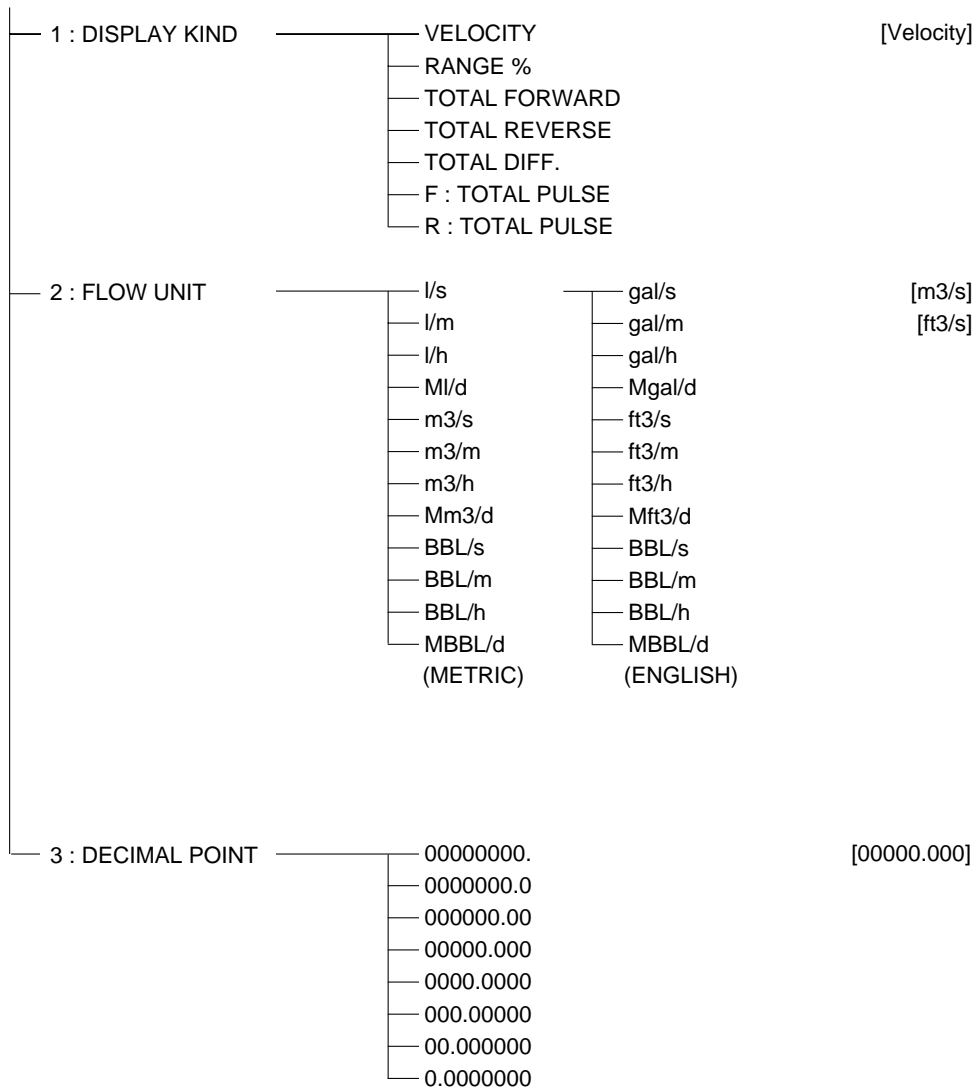 1 : DISPLAY KIND VELOCITY [Velocity]
RANGE %
TOTAL FORWARD
TOTAL REVERSE
TOTAL DIFF.
F : TOTAL PULSE
R : TOTAL PULSE
2 : FLOW UNIT l/s gal/s [m3/s]
l/m gal/m [ft3/s]
l/h gal/h
Ml/d Mgal/d
m3/s ft3/s
m3/m ft3/m
m3/h ft3/h
Mm3/d Mft3/d
BBL/s BBL/s
BBL/m BBL/m
BBL/h BBL/h
MBBL/d MBBL/d
(METRIC) (ENGLISH)
3 : DECIMAL POINT 00000000. [00000.000]
0000000.0
000000.00
00000.000
0000.0000
000.00000
00.000000
0.0000000